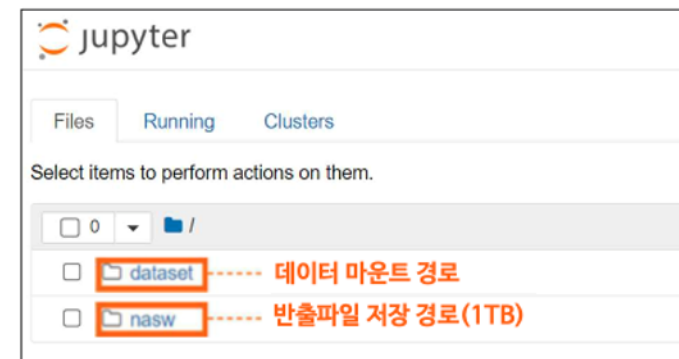 jupyter
Files Running Clusters
Select items to perform actions on them.
0 /
dataset ------ 데이터 마운트 경로
nasw ------ 반출파일 저장 경로(1TB)